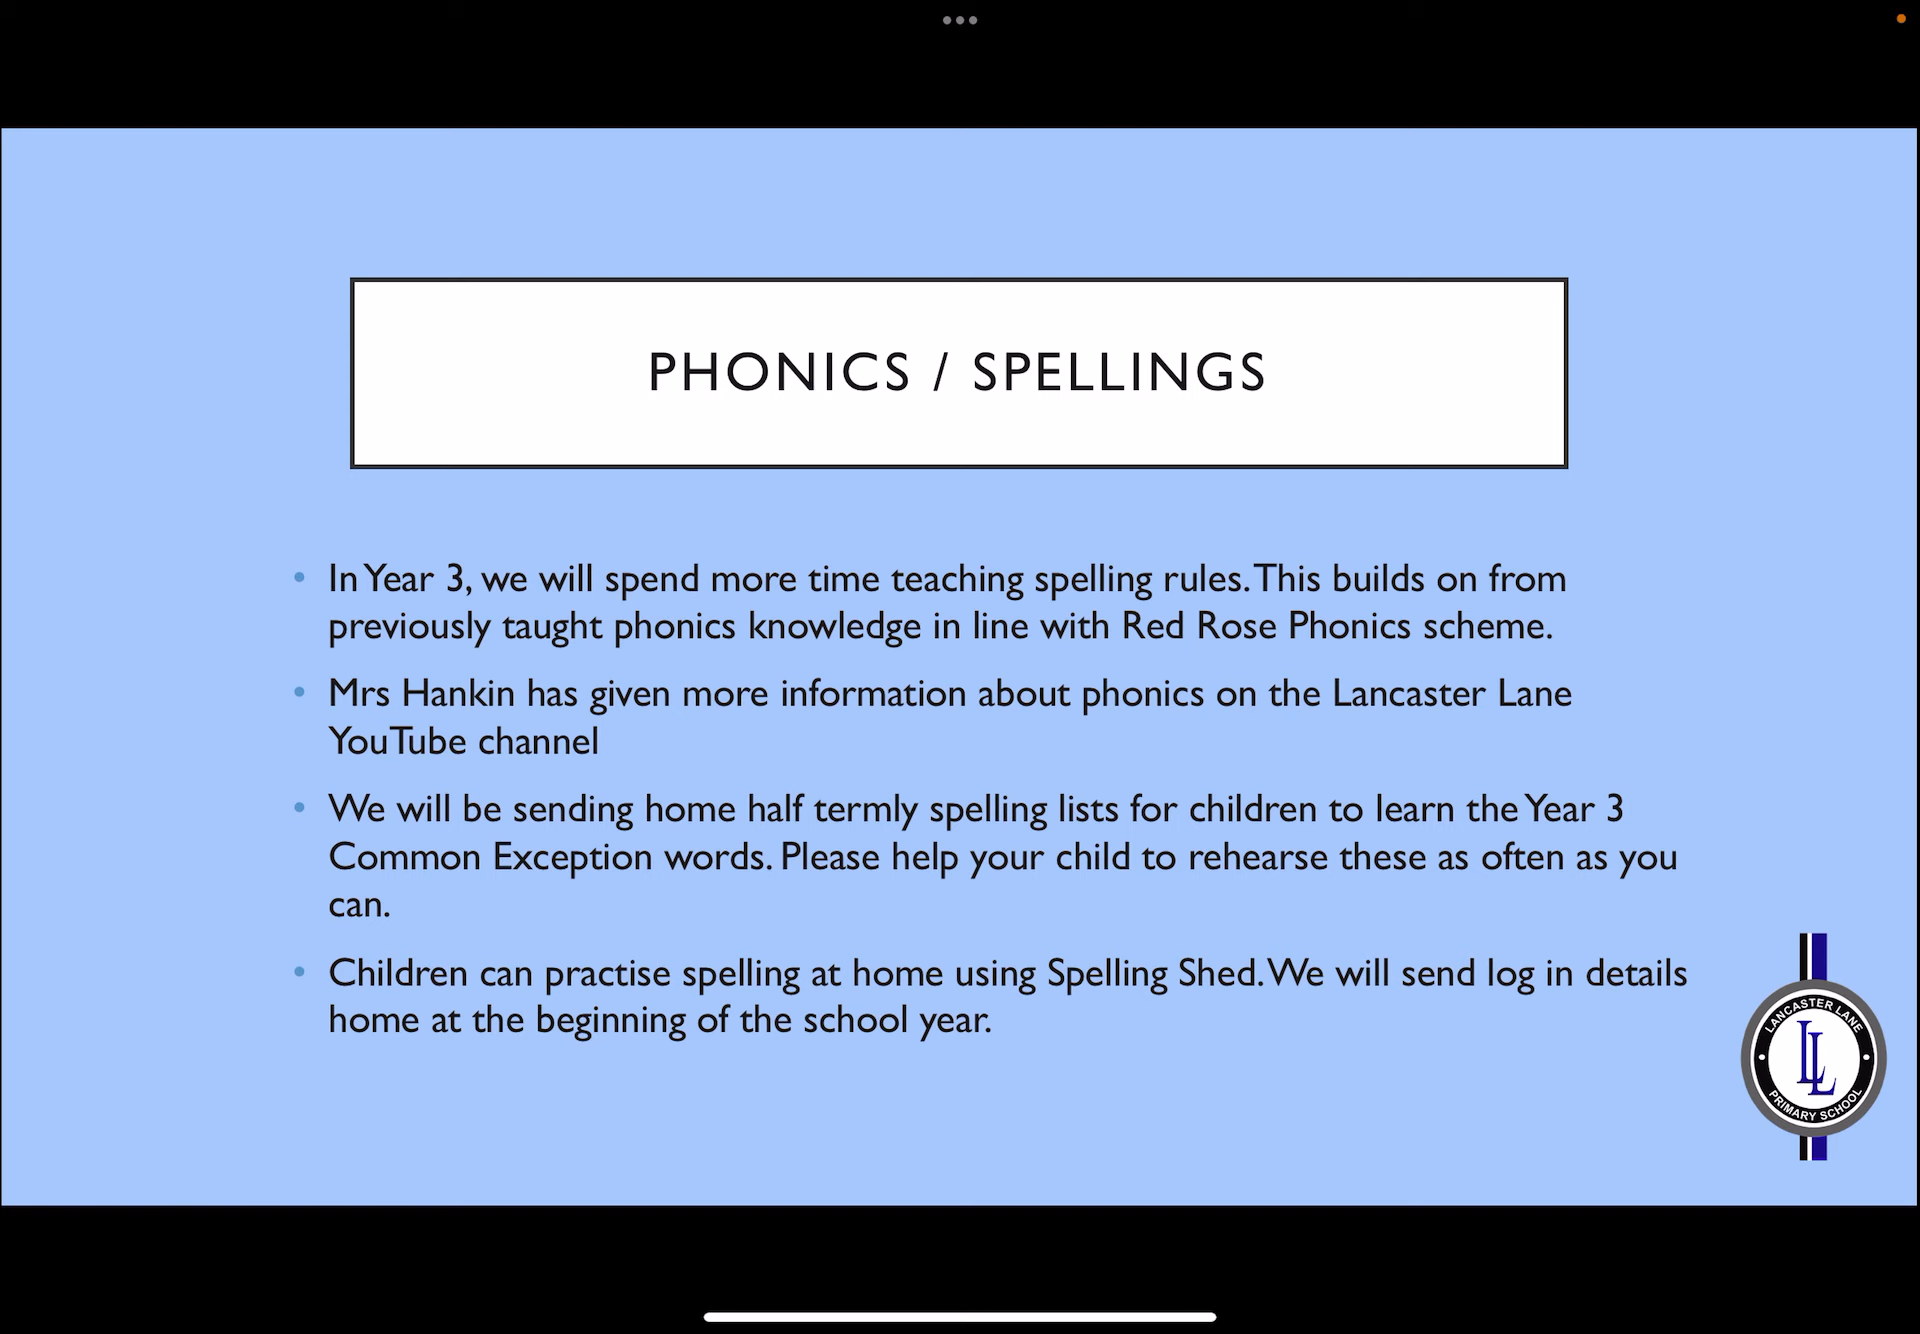 PHONICS / SPELLINGS
• In Year 3, we will spend more time teaching spelling rules. This builds on from
previously taught phonics knowledge in line with Red Rose Phonics scheme.
• Mrs Hankin has given more information about phonics on the Lancaster Lane
YouTube channel
• We will be sending home half termly spelling lists for children to learn the Year 3
Common Exception words. Please help your child to rehearse these as often as you
can.
• Children can practise spelling at home using Spelling Shed. We will send log in details
home at the beginning of the school year.
LANCASTER LANE
LL
PRIMARY SCHOOL